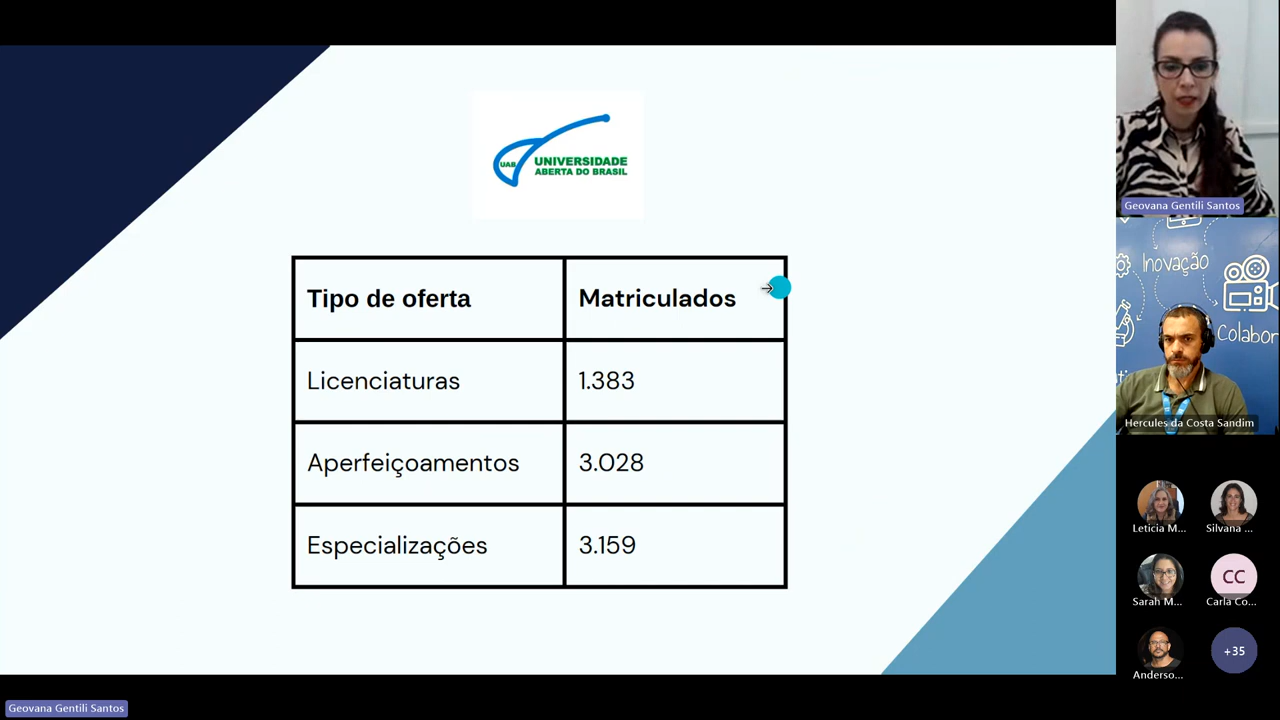 UAB
UNIVERSIDADE
ABERTA DO BRASIL
Tipo de oferta
Matriculados
Licenciaturas
1.383
Aperfeiçoamentos
3.028
Especializações
3.159
Geovana Gentili Santos
Inovação
Colabor
Hercules da Costa Sandim
Leticia M...
Silvana ...
Sarah M...
CC
Carla Co...
Anderso...
+35
Geovana Gentili Santos